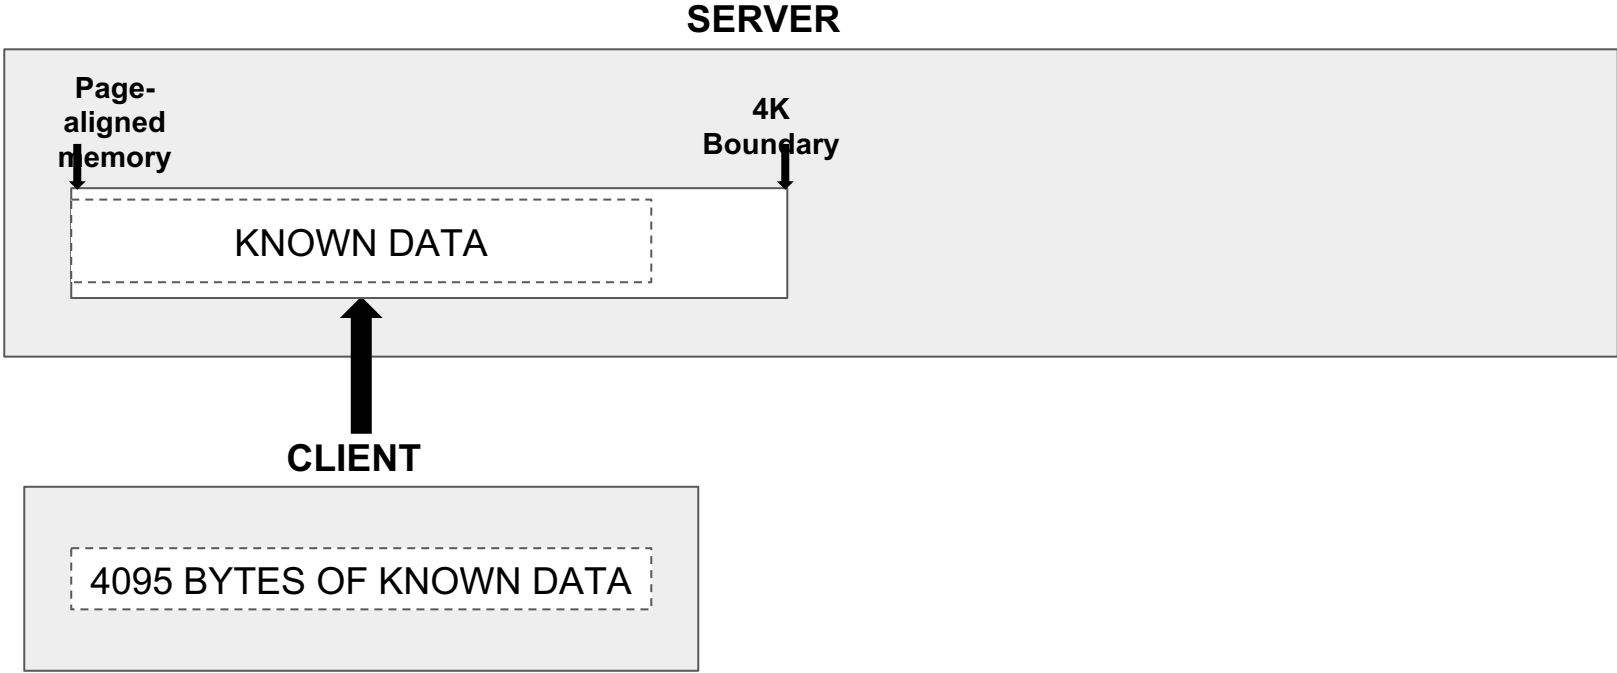 SERVER
Page-
aligned
memory
4K
Boundary
KNOWN DATA
CLIENT
4095 BYTES OF KNOWN DATA